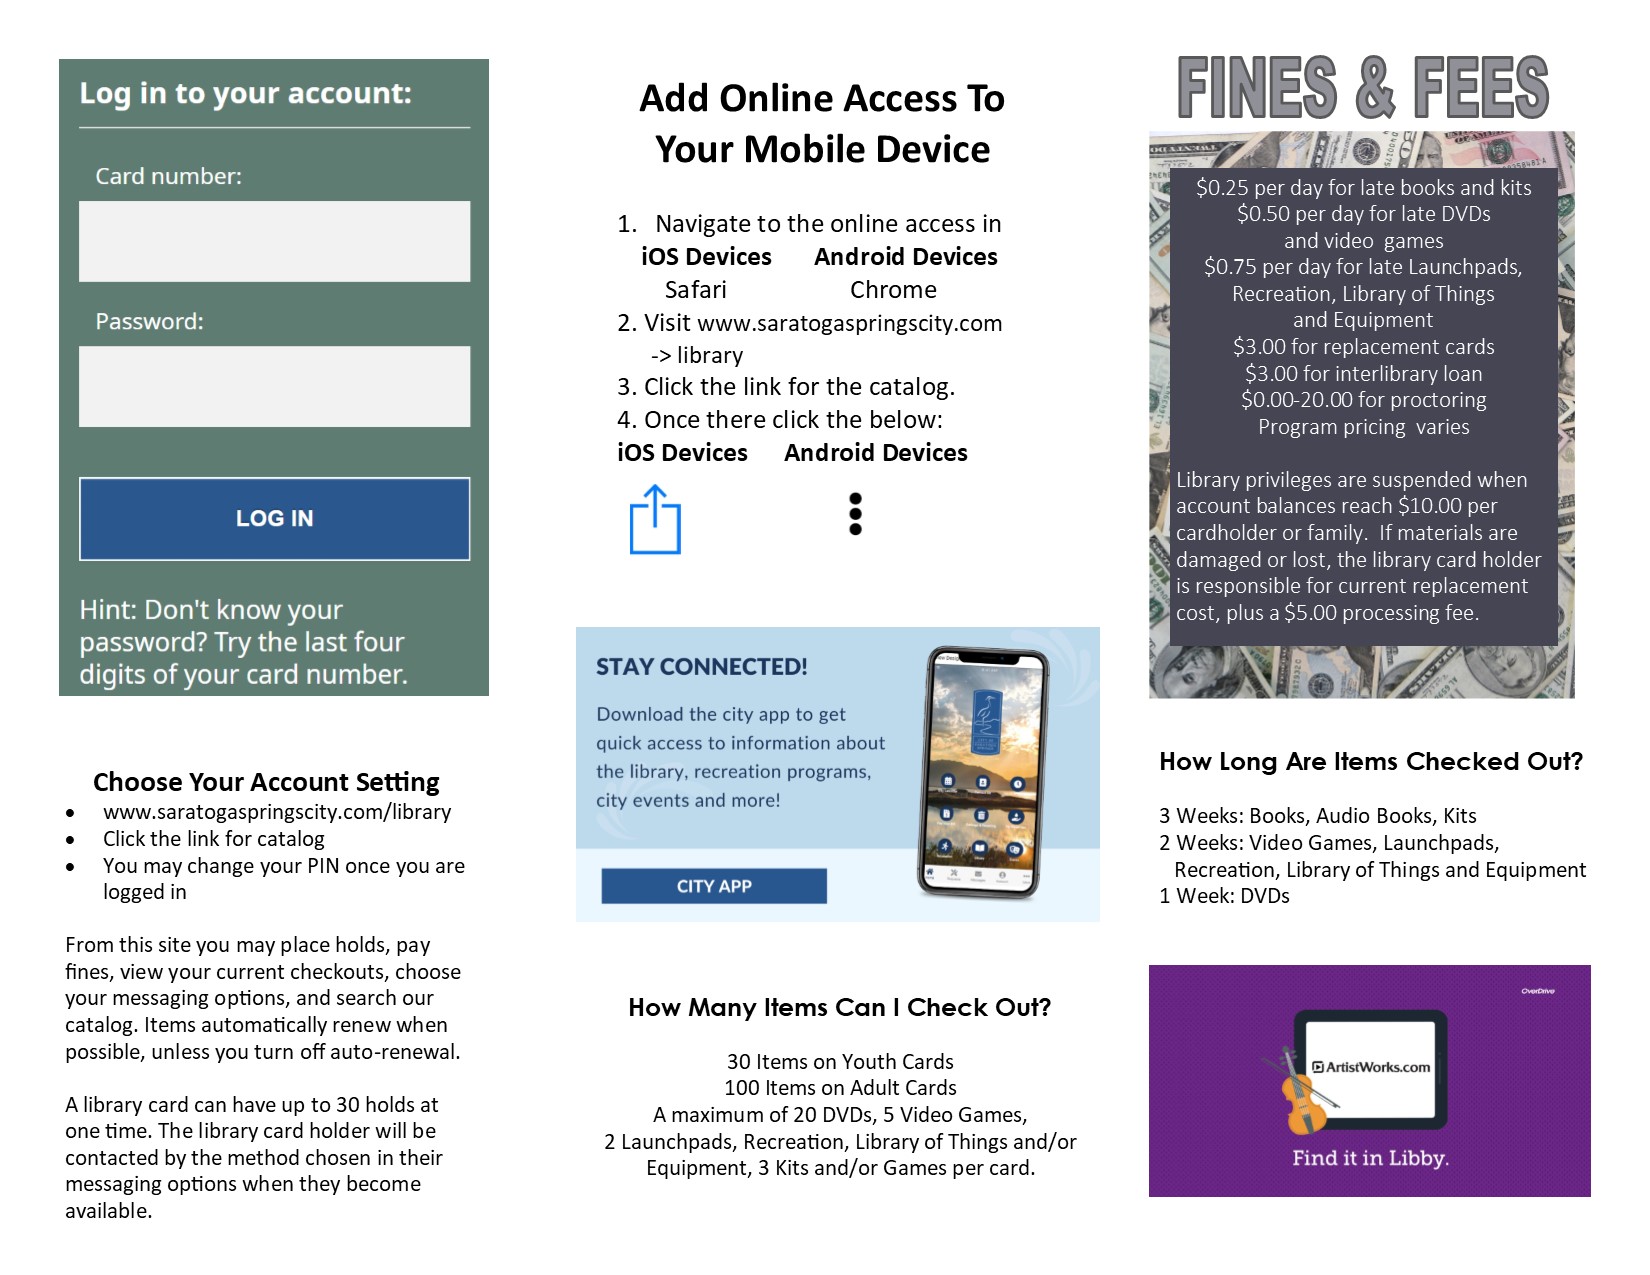 Log in to your account:
Card number:
Password:
LOG IN
Hint: Don't know your
password? Try the last four
digits of your card number.
Choose Your Account Setting
• www.saratogaspringscity.com/library
• Click the link for catalog
• You may change your PIN once you are
logged in
From this site you may place holds, pay
fines, view your current checkouts, choose
your messaging options, and search our
catalog. Items automatically renew when
possible, unless you turn off auto-renewal.
A library card can have up to 30 holds at
one time. The library card holder will be
contacted by the method chosen in their
messaging options when they become
available.
Add Online Access To
Your Mobile Device
1. Navigate to the online access in
iOS Devices Android Devices
Safari Chrome
2. Visit www.saratogaspringscity.com
-> library
3. Click the link for the catalog.
4. Once there click the below:
iOS Devices Android Devices
STAY CONNECTED!
Download the city app to get
quick access to information about
the library, recreation programs,
city events and more!
CITY APP
How Many Items Can I Check Out?
30 Items on Youth Cards
100 Items on Adult Cards
A maximum of 20 DVDs, 5 Video Games,
2 Launchpads, Recreation, Library of Things and/or
Equipment, 3 Kits and/or Games per card.
FINES & FEES
$0.25 per day for late books and kits
$0.50 per day for late DVDs
and video games
$0.75 per day for late Launchpads,
Recreation, Library of Things
and Equipment
$3.00 for replacement cards
$3.00 for interlibrary loan
$0.00-20.00 for proctoring
Program pricing varies
Library privileges are suspended when
account balances reach $10.00 per
cardholder or family. If materials are
damaged or lost, the library card holder
is responsible for current replacement
cost, plus a $5.00 processing fee.
How Long Are Items Checked Out?
3 Weeks: Books, Audio Books, Kits
2 Weeks: Video Games, Launchpads,
Recreation, Library of Things and Equipment
1 Week: DVDs
OverDrive
ArtistWorks.com
Find it in Libby.